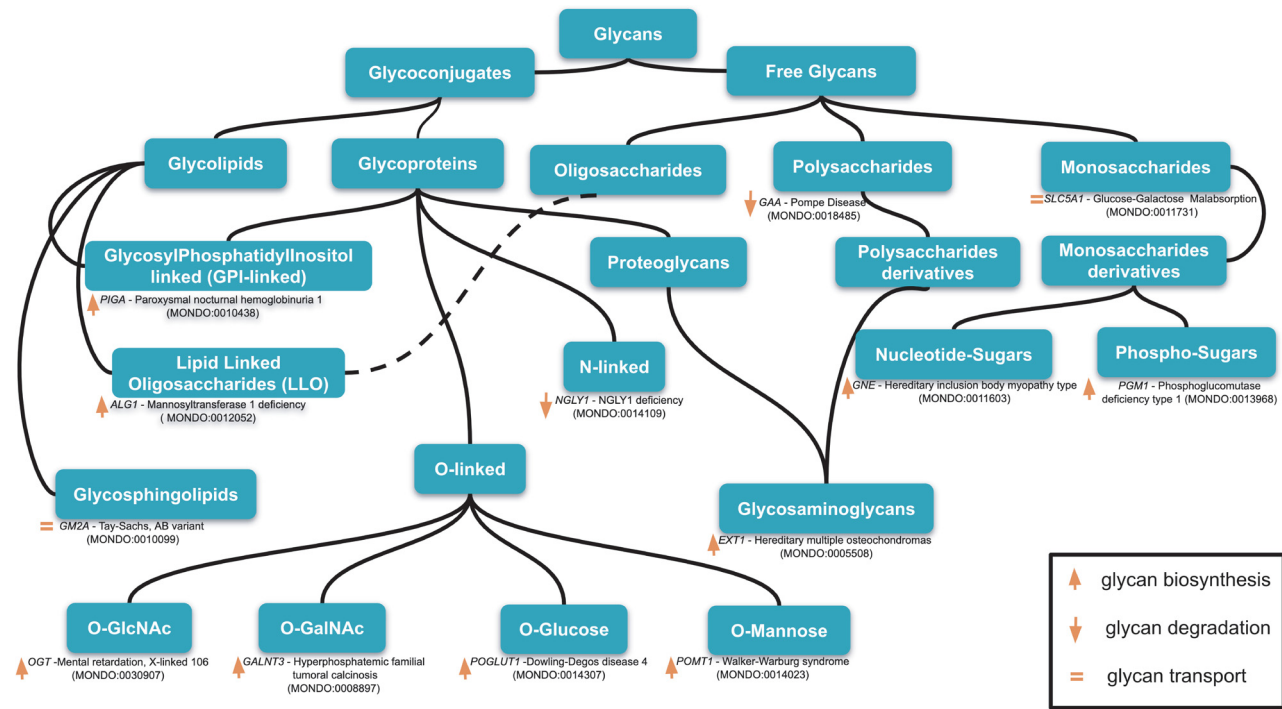 Glycans
Glycoconjugates
Free Glycans
Glycolipids
Glycoproteins
Oligosaccharides
Polysaccharides
Monosaccharides
GAA - Pompe Disease
(MONDO:0018485)
SLC5A1 - Glucose-Galactose Malabsorption
(MONDO:0011731)
GlycosylPhosphatidylInositol
linked (GPI-linked)
PIGA - Paroxysmal nocturnal hemoglobinuria 1
(MONDO:0010438)
Proteoglycans
Polysaccharides
derivatives
Monosaccharides
derivatives
Lipid Linked
Oligosaccharides (LLO)
ALG1 - Mannosyltransferase 1 deficiency
( MONDO:0012052)
N-linked
NGLY1 - NGLY1 deficiency
(MONDO:0014109)
Nucleotide-Sugars
GNE - Hereditary inclusion body myopathy type
(MONDO:0011603)
Phospho-Sugars
PGM1 - Phosphoglucomutase
deficiency type 1 (MONDO:0013968)
O-linked
Glycosphingolipids
GM2A - Tay-Sachs, AB variant
(MONDO:0010099)
Glycosaminoglycans
EXT1 - Hereditary multiple osteochondromas
(MONDO:0005508)
O-GlcNAc
OGT -Mental retardation, X-linked 106
(MONDO:0030907)
O-GalNAc
GALNT3 - Hyperphosphatemic familial
tumoral calcinosis
(MONDO:0008897)
O-Glucose
POGLUT1 -Dowling-Degos disease 4
(MONDO:0014307)
O-Mannose
POMT1 - Walker-Warburg syndrome
(MONDO:0014023)
glycan biosynthesis
glycan degradation
glycan transport